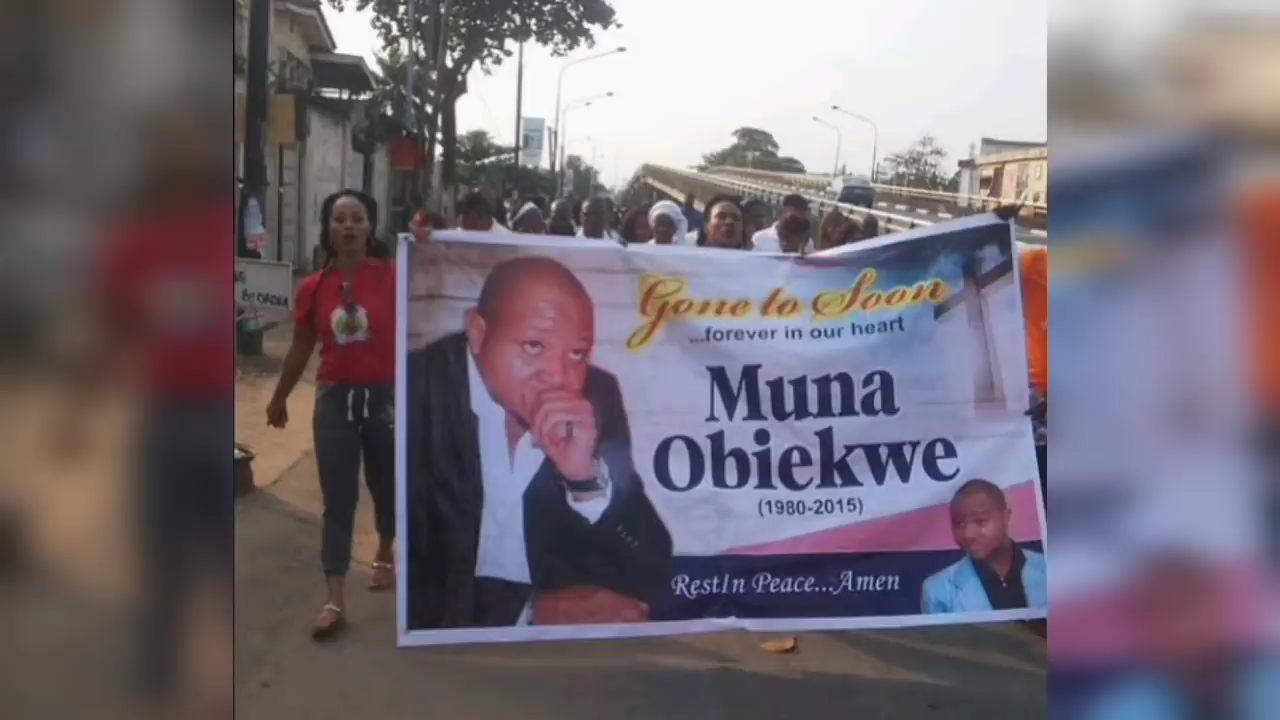 Gone to Soon
...forever in our heart
Muna
Obiekwe
(1980-2015)
RestIn Peace...Amen